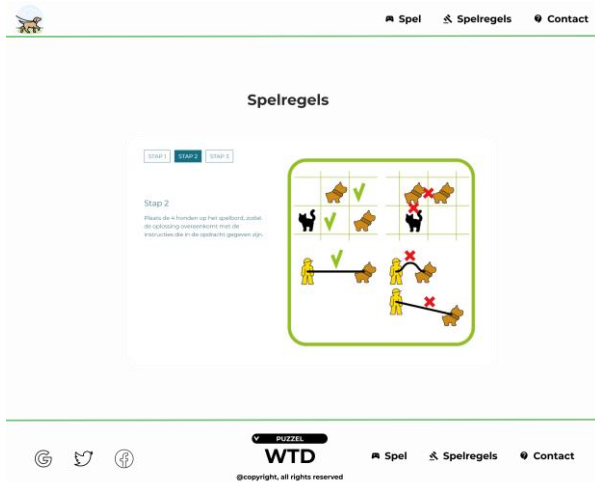 Spel Spelregels Contact
Spelregels
STAP 1 STAP 2 STAP 3
Stap 2
Plaats de 4 honden op het spelbord, zodat
de oplossing overeenkomt met de
instructies die in de opdracht gegeven zijn.
PUZZEL
WTD
Spel Spelregels Contact
@copyright, all rights reserved